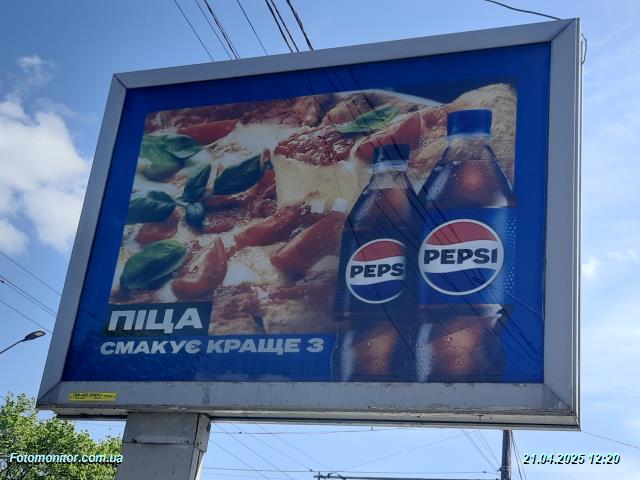 PEPSI
PEPSI
ПІЦА
СМАКУЄ КРАЩЕ З
Fotomonitor.com.ua
21.04.2025 12:20